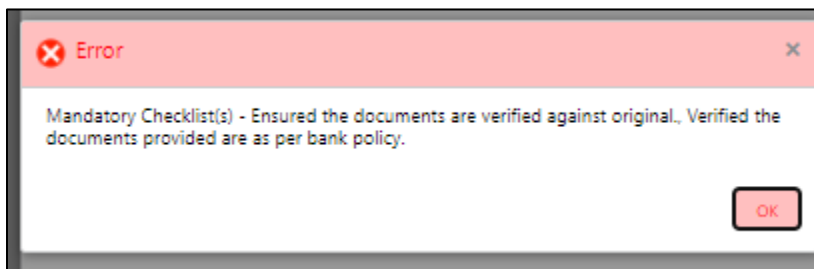 Error
Mandatory Checklist(s) - Ensured the documents are verified against original., Verified the
documents provided are as per bank policy.
OK